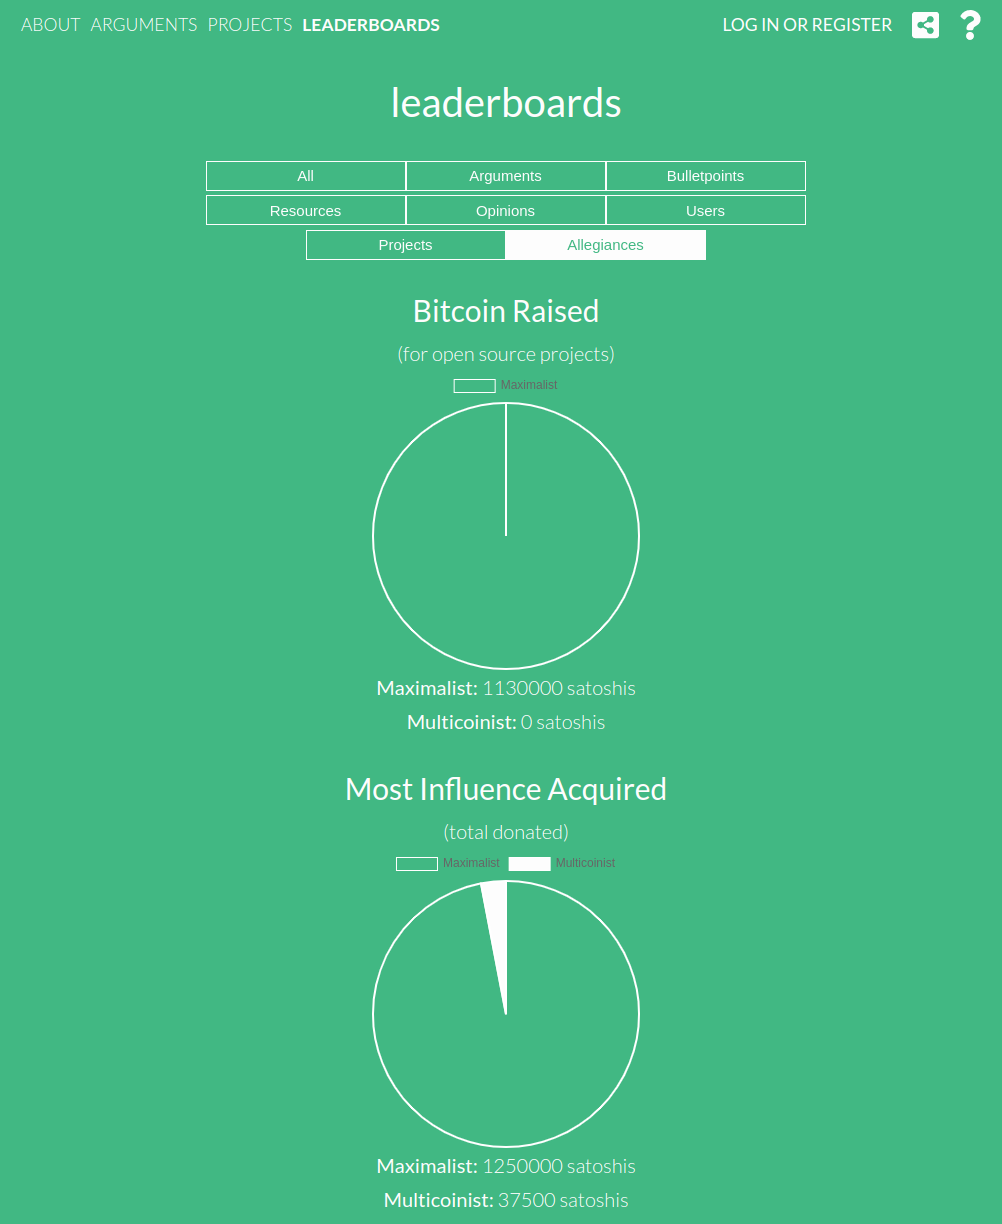 ABOUT ARGUMENTS PROJECTS LEADERBOARDS LOG IN OR REGISTER ?
leaderboards
All Arguments Bulletpoints
Resources Opinions Users
Projects Allegiances
Bitcoin Raised
(for open source projects)
Maximalist
Maximalist: 1130000 satoshis
Multicoinist: 0 satoshis
Most Influence Acquired
(total donated)
Maximalist Multicoinist
Maximalist: 1250000 satoshis
Multicoinist: 37500 satoshis